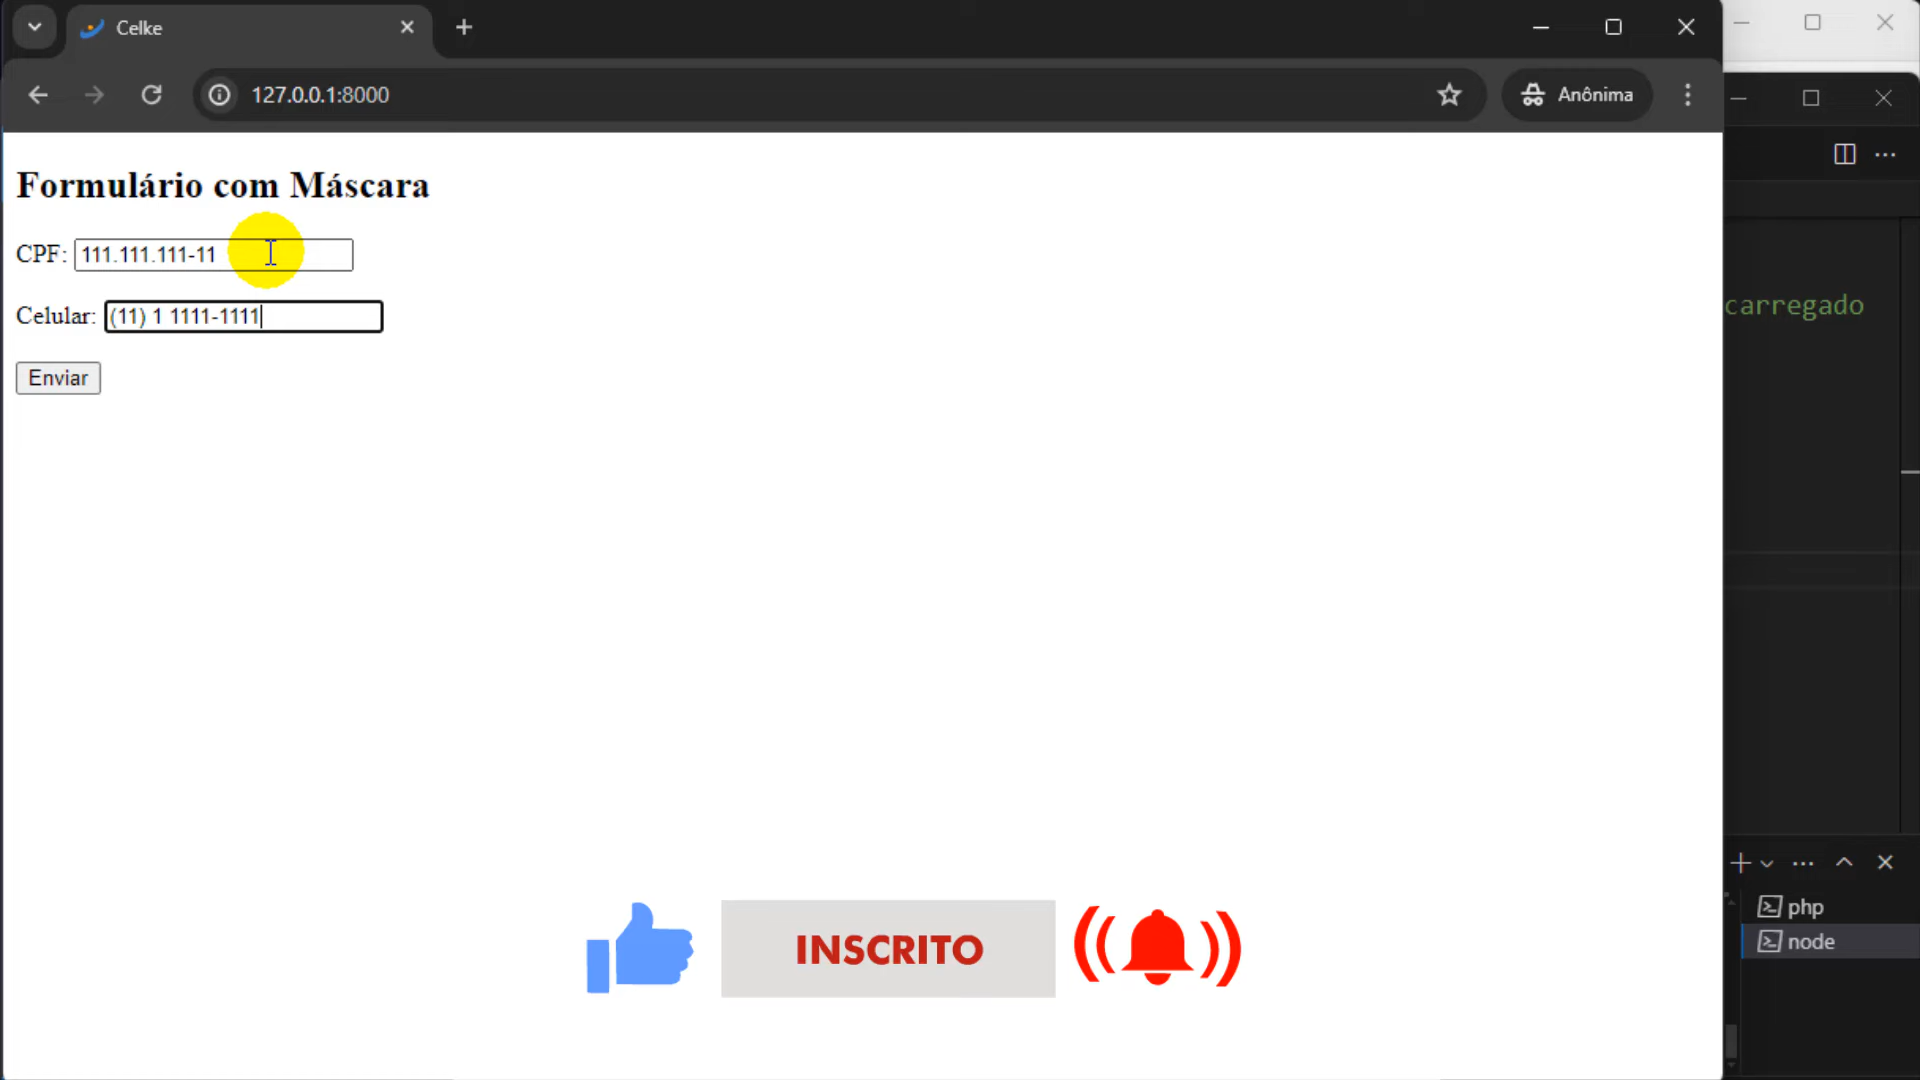 Celke
127.0.0.1:8000
Anônima
Formulário com Máscara
CPF: 111.111.111-11
Celular: (11) 1 1111-1111
Enviar
carregado
php
node
INSCRITO